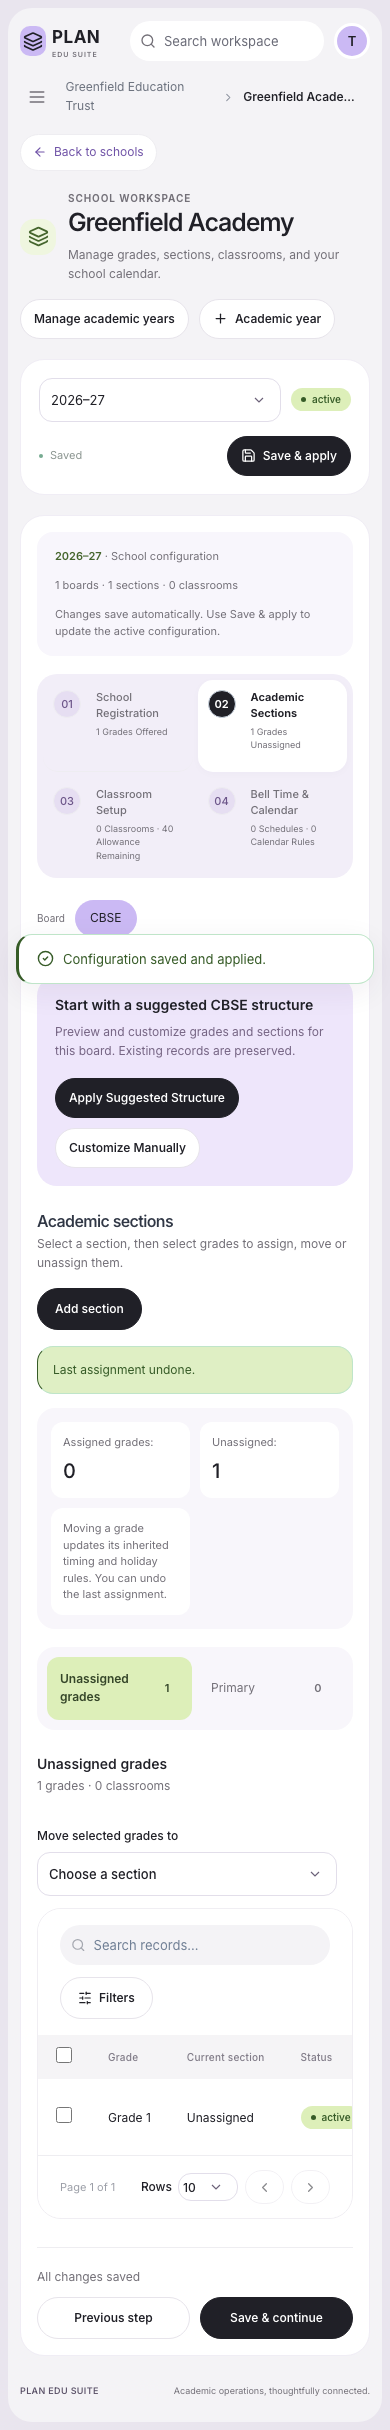 PLAN
EDU SUITE
Search workspace
T
Greenfield Education
Trust
Greenfield Acade...
Back to schools
SCHOOL WORKSPACE
Greenfield Academy
Manage grades, sections, classrooms, and your
school calendar.
Manage academic years
Academic year
2026–27
active
Saved
Save & apply
2026–27 · School configuration
1 boards · 1 sections · 0 classrooms
Changes save automatically. Use Save & apply to
update the active configuration.
01
School
Registration
1 Grades Offered
02
Academic
Sections
1 Grades
Unassigned
03
Classroom
Setup
0 Classrooms · 40
Allowance
Remaining
04
Bell Time &
Calendar
0 Schedules · 0
Calendar Rules
Board
CBSE
Configuration saved and applied.
Start with a suggested CBSE structure
Preview and customize grades and sections for
this board. Existing records are preserved.
Apply Suggested Structure
Customize Manually
Academic sections
Select a section, then select grades to assign, move or
unassign them.
Add section
Last assignment undone.
Assigned grades:
0
Unassigned:
1
Moving a grade
updates its inherited
timing and holiday
rules. You can undo
the last assignment.
Unassigned
grades
1
Primary
0
Unassigned grades
1 grades · 0 classrooms
Move selected grades to
Choose a section
Search records...
Filters
Grade
Current section
Status
Grade 1
Unassigned
active
Page 1 of 1
Rows
10
All changes saved
Previous step
Save & continue
PLAN EDU SUITE
Academic operations, thoughtfully connected.